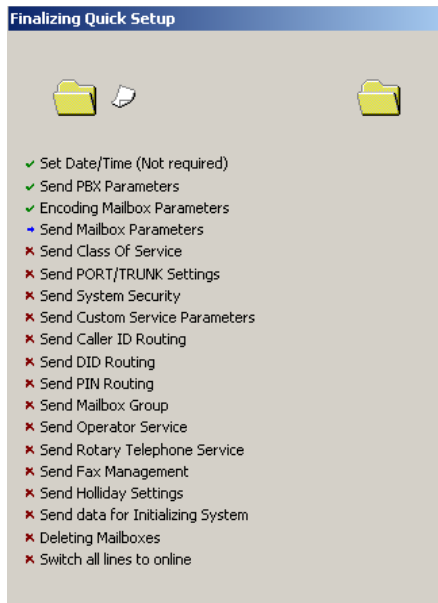 Finalizing Quick Setup
Set Date/Time (Not required)
Send PBX Parameters
Encoding Mailbox Parameters
Send Mailbox Parameters
Send Class Of Service
Send PORT/TRUNK Settings
Send System Security
Send Custom Service Parameters
Send Caller ID Routing
Send DID Routing
Send PIN Routing
Send Mailbox Group
Send Operator Service
Send Rotary Telephone Service
Send Fax Management
Send Holliday Settings
Send data for Initializing System
Deleting Mailboxes
Switch all lines to online